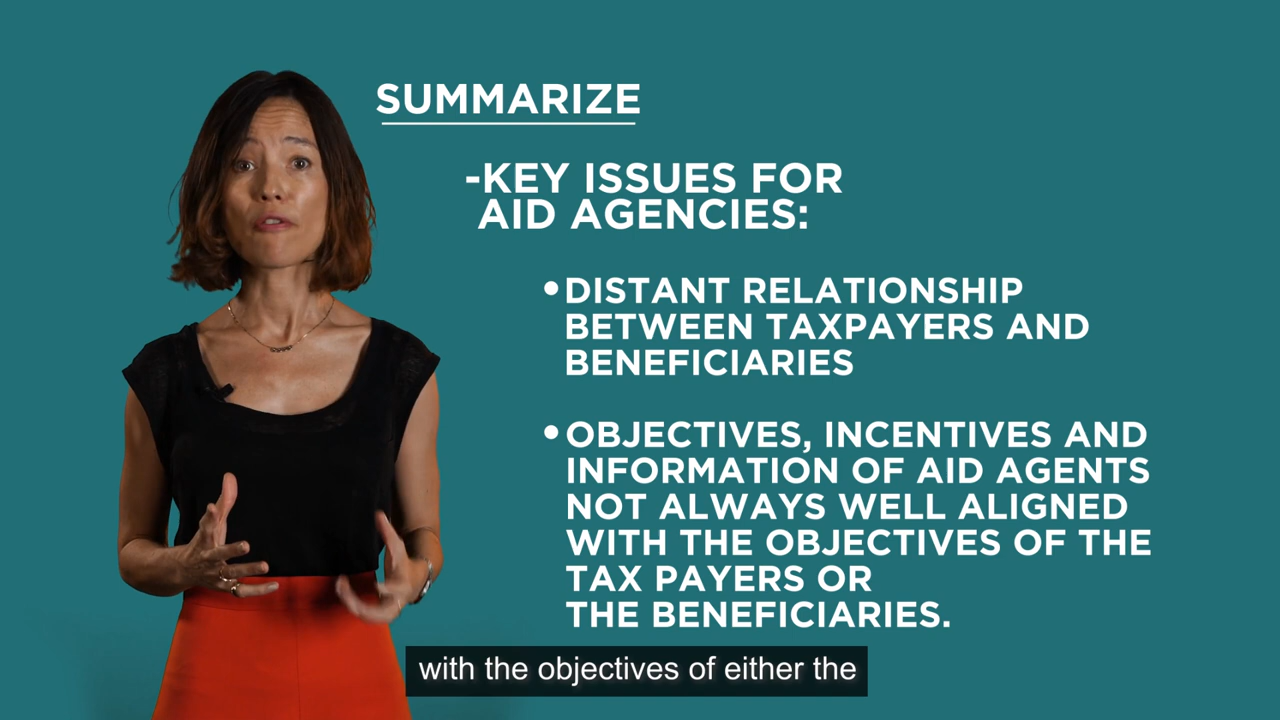 SUMMARIZE
-KEY ISSUES FOR
AID AGENCIES:
•DISTANT RELATIONSHIP
BETWEEN TAXPAYERS AND
BENEFICIARIES
•OBJECTIVES, INCENTIVES AND
INFORMATION OF AID AGENTS
NOT ALWAYS WELL ALIGNED
WITH THE OBJECTIVES OF THE
TAX PAYERS OR
THE BENEFICIARIES.
with the objectives of either the